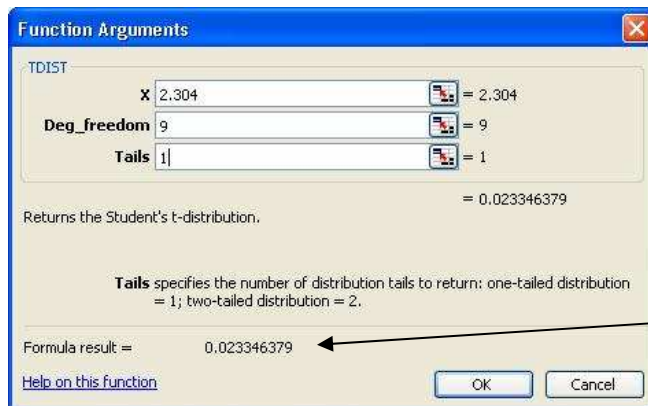 Function Arguments
TDIST
X 2.304 = 2.304
Deg_freedom 9 = 9
Tails 1 = 1
= 0.023346379
Returns the Student's t-distribution.
Tails specifies the number of distribution tails to return: one-tailed distribution
= 1; two-tailed distribution = 2.
Formula result = 0.023346379
Help on this function OK Cancel